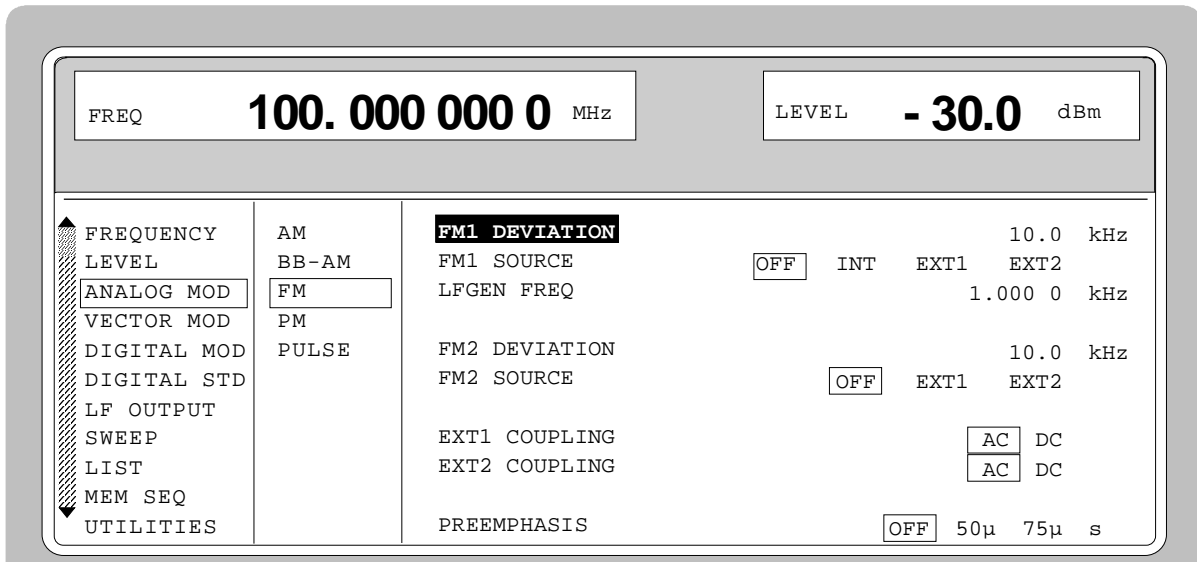 FREQ 100. 000 000 0 MHz LEVEL - 30.0 dBm
FREQUENCY AM FM1 DEVIATION 10.0 kHz
LEVEL BB-AM FM1 SOURCE OFF INT EXT1 EXT2
ANALOG MOD FM LFGEN FREQ 1.000 0 kHz
VECTOR MOD PM
DIGITAL MOD PULSE FM2 DEVIATION 10.0 kHz
DIGITAL STD FM2 SOURCE OFF EXT1 EXT2
LF OUTPUT
SWEEP EXT1 COUPLING AC DC
LIST EXT2 COUPLING AC DC
MEM SEQ
UTILITIES PREEMPHASIS OFF 50µ 75µ s